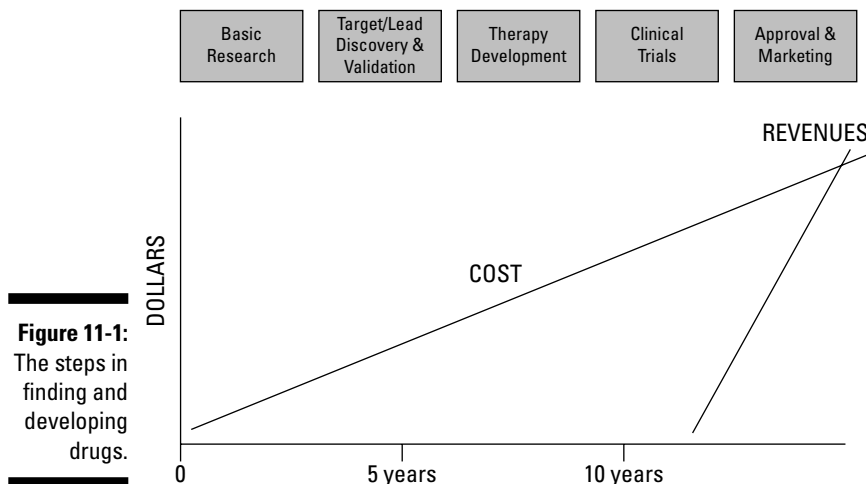 Basic
Research
Target/Lead
Discovery &
Validation
Therapy
Development
Clinical
Trials
Approval &
Marketing
REVENUES
COST
DOLLARS
Figure 11-1:
The steps in
finding and
developing
drugs.
0
5 years
10 years